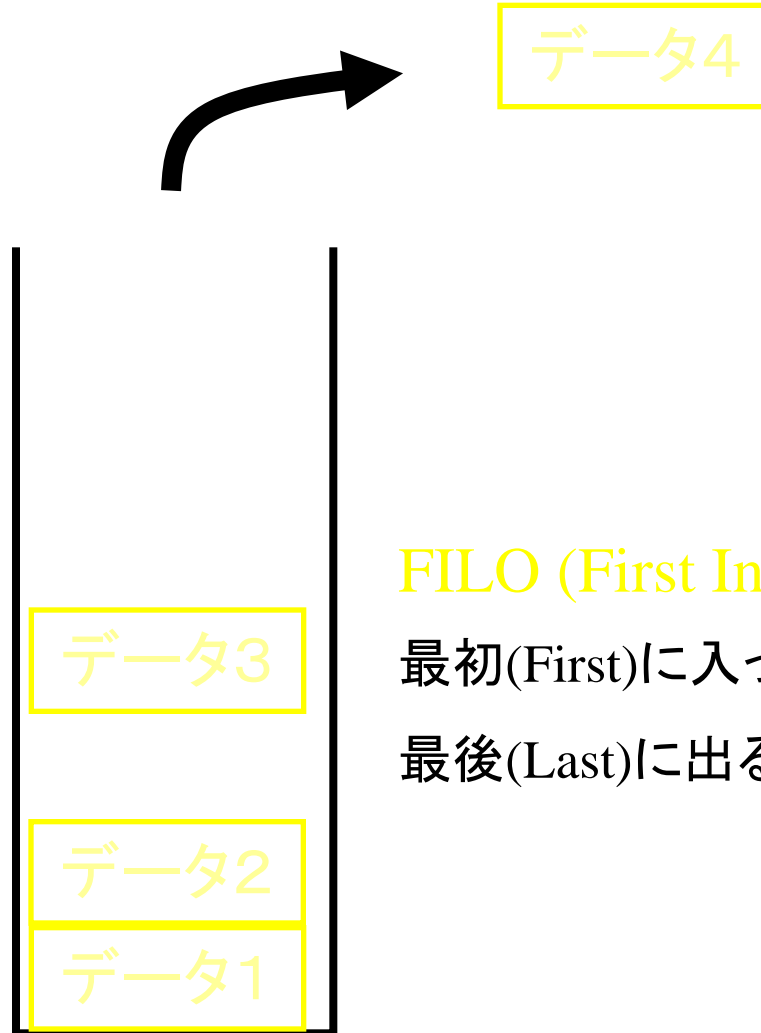 データ4
FILO (First In
データ3
最初(First)に入っ
最後(Last)に出る
データ2
データ1